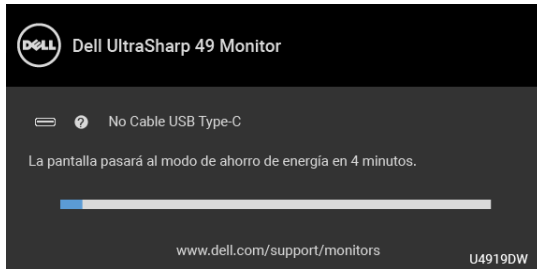 DELL Dell UltraSharp 49 Monitor
? No Cable USB Type-C
La pantalla pasará al modo de ahorro de energía en 4 minutos.
www.dell.com/support/monitors
U4919DW